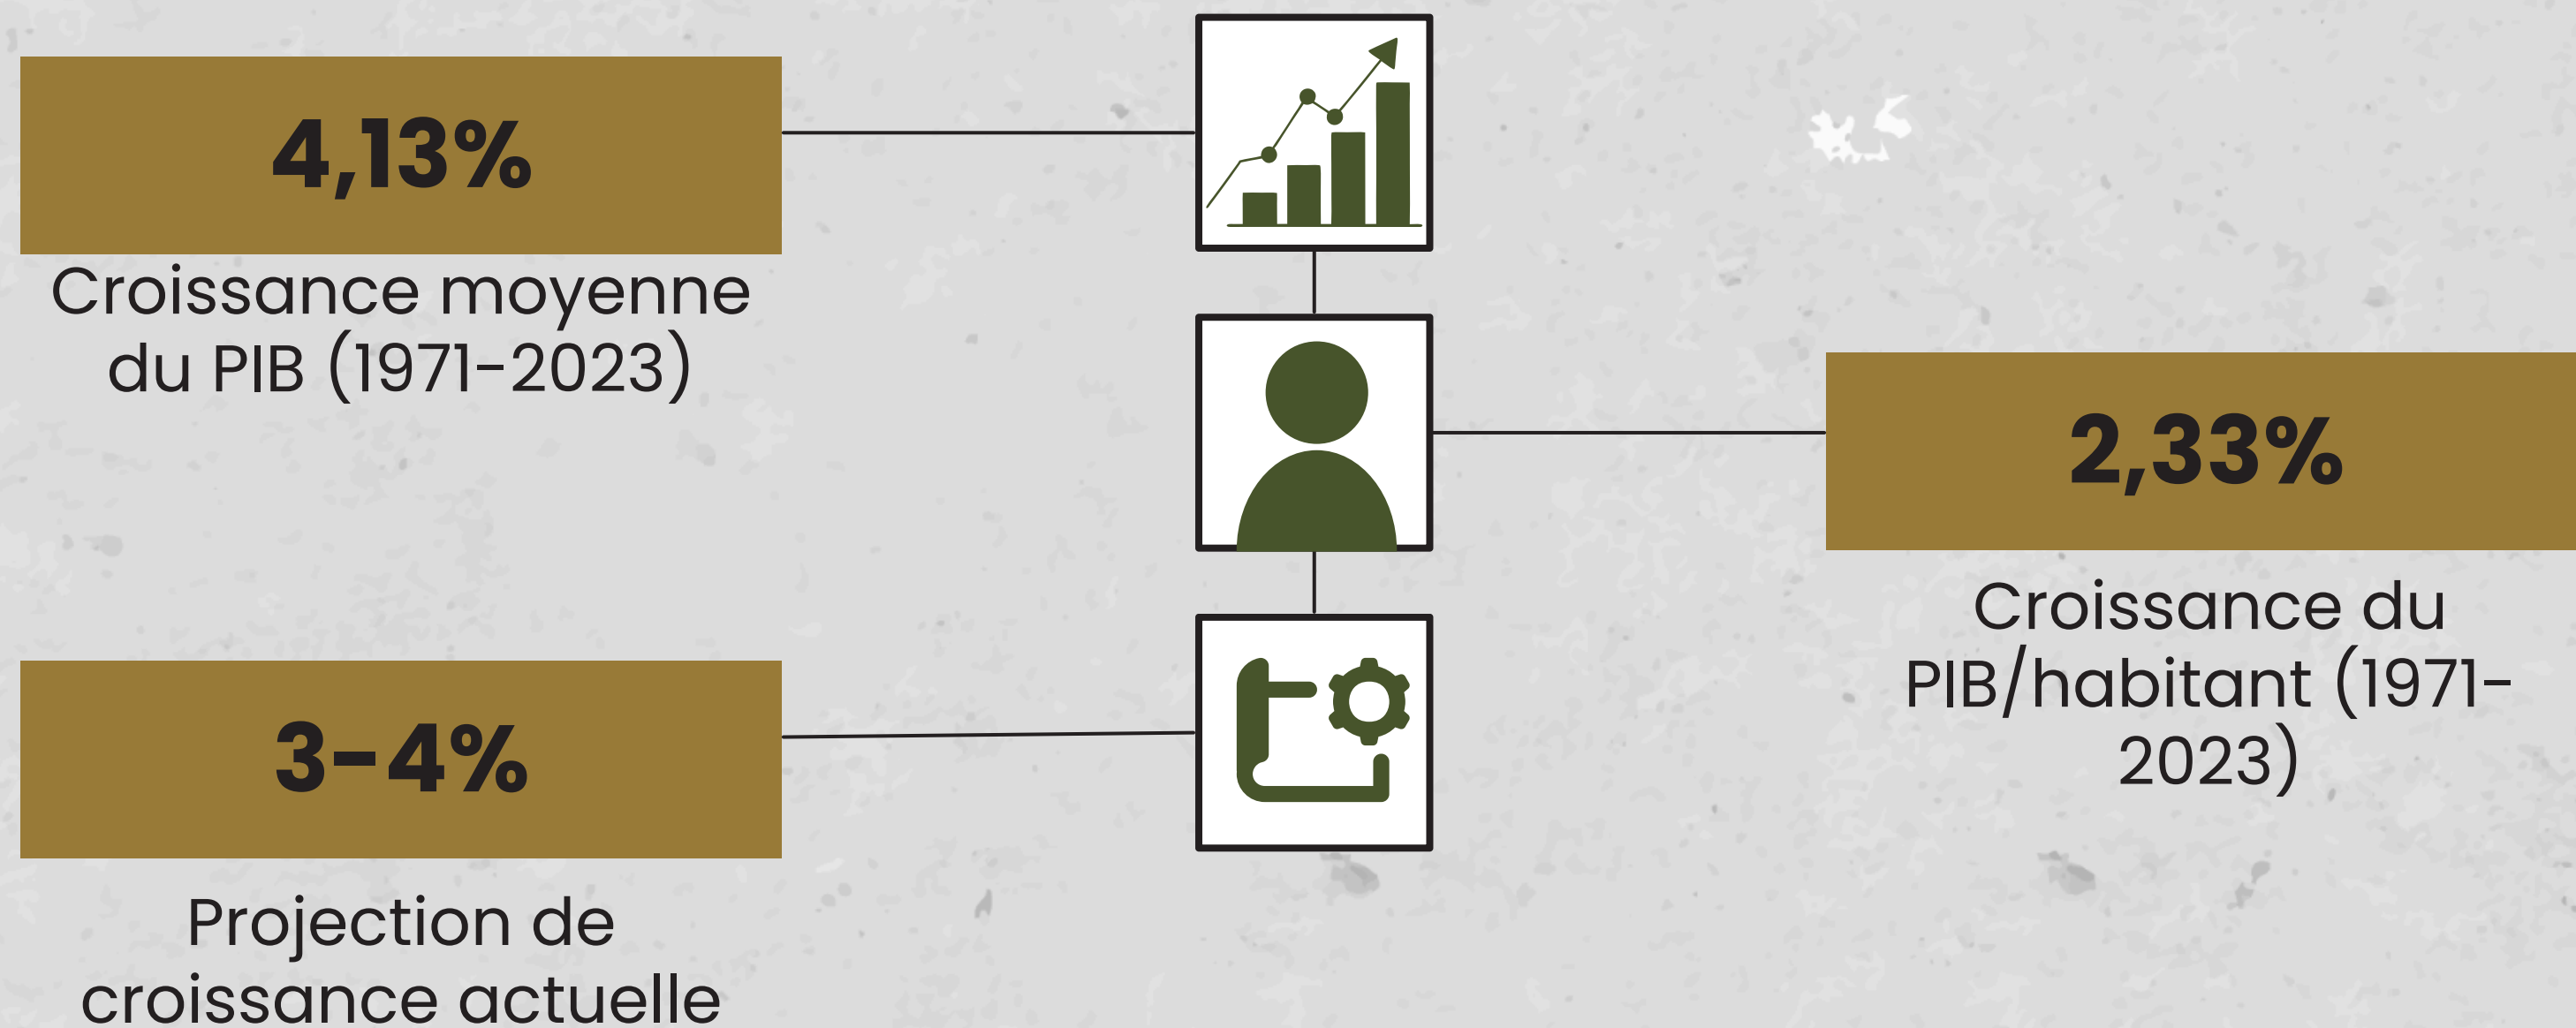 4,13%
Croissance moyenne
du PIB (1971-2023)
2,33%
Croissance du
PIB/habitant (1971-
2023)
3-4%
Projection de
croissance actuelle